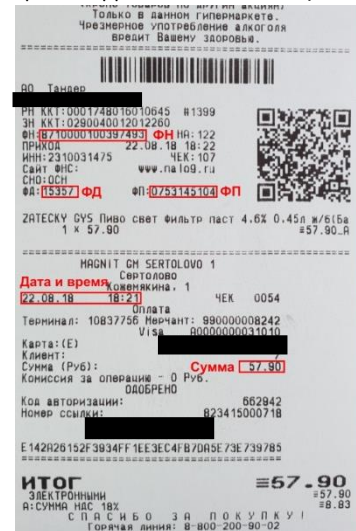 Только в данном гипермаркете.
Чрезмерное употребление алкоголя
вредит Вашему здоровью.
АО Тандер
РН ККТ:0001748016010645 #1399
ЗН ККТ:0290040012012260
ФН:8710000100397493 ФН НА:122
ПРИХОД 22.08.18 18:22
ИНН:2310031475 ЧЕК:107
Сайт ФНС: www.nalog.ru
СНО:ОСН
ФД:15357 ФД ФП:0753145104 ФП
ZATECKY GYS Пиво свет фильтр паст 4.6% 0.45л ж/б(ба
1 × 57.90 ≡57.90_А
MAGNIT GM SERTOLOVO 1
Дата и время Сертолово
Кожемякина, 1
22.08.18 18:21 ЧЕК 0054
Оплата
Терминал: 10837756 Мерчант: 990000008242
Visa A0000000031010
Карта:(E)
Клиент:
Сумма (Руб): Сумма 57.90
Комиссия за операцию - 0 Руб.
ОДОБРЕНО
Код авторизации: 662942
Номер ссылки: 823415000718
E142A26152F3934FF1EE3EC4FB7DA5E73E739785
ИТОГ ≡57.90
ЭЛЕКТРОННЫМИ ≡57.90
А:СУММА НДС 18% ≡8.83
СПАСИБО ЗА ПОКУПКУ!
Горячая линия: 8-800-200-90-02